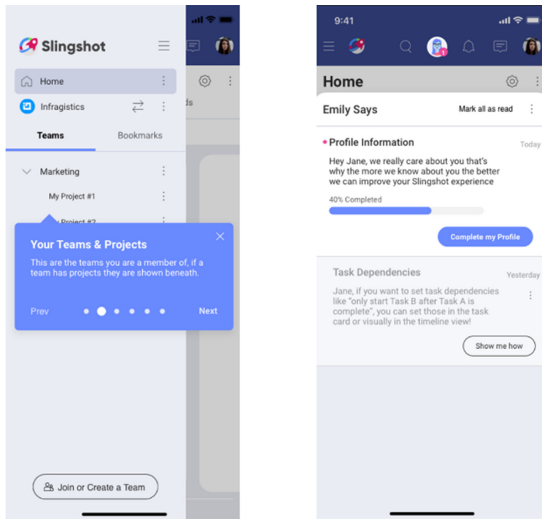 Slingshot
Home
Infragistics
Teams
Bookmarks
Marketing
My Project #1
Project #2
Your Teams & Projects
This are the teams you are a member of, if a
team has projects they are shown beneath.
Prev
Next
Join or Create a Team
9:41
Home
Emily Says
Mark all as read
Profile Information
Today
Hey Jane, we really care about you that's
why the more we know about you the better
we can improve your Slingshot experience
40% Completed
Complete my Profile
Task Dependencies
Yesterday
Jane, if you want to set task dependencies
like "only start Task B after Task A is
complete", you can set those in the task
card or visually in the timeline view!
Show me how